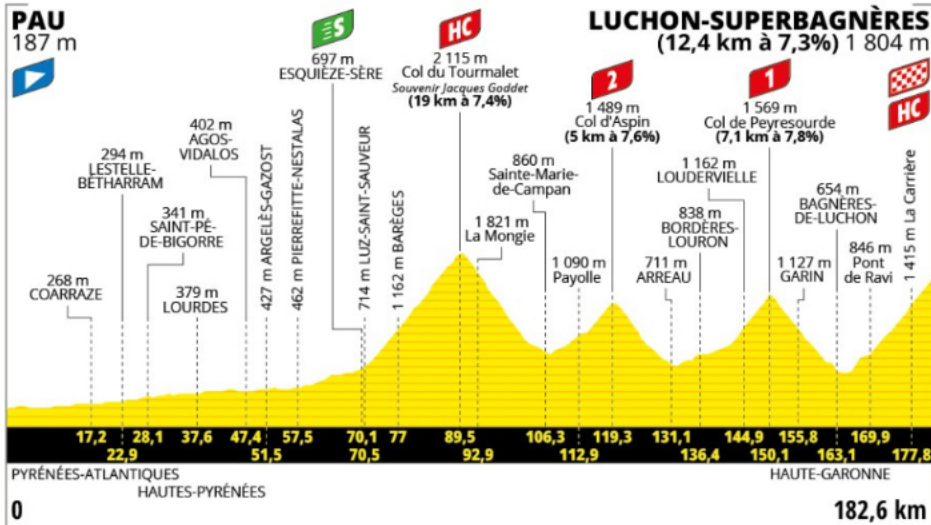 PAU
187 m
LUCHON-SUPERBAGNÈRES
(12,4 km à 7,3%) 1 804 m
S
697 m
ESQUIÈZE-SÈRE
HC
2 115 m
Col du Tourmalet
Souvenir Jacques Goddet
(19 km à 7,4%)
2
1 489 m
Col d'Aspin
(5 km à 7,6%)
1
1 569 m
Col de Peyresourde
(7,1 km à 7,8%)
HC
268 m
COARRAZE
294 m
LESTELLE-
BÉTHARRAM
341 m
SAINT-PÉ-
DE-BIGORRE
379 m
LOURDES
402 m
AGOS-
VIDALOS
427 m ARGELÈS-GAZOST
462 m PIERREFITTE-NESTALAS
714 m LUZ-SAINT-SAUVEUR
1 162 m BARÈGES
1 821 m
La Mongie
860 m
Sainte-Marie-
de-Campan
1 090 m
Payolle
711 m
ARREAU
838 m
BORDÈRES-
LOURON
1 162 m
LOUDERVIELLE
1 127 m
GARIN
654 m
BAGNÈRES-
DE-LUCHON
846 m
Pont
de Ravi
1 415 m La Carrière
17,2 28,1 37,6 47,4 57,5 70,1 77 89,5 106,3 119,3 131,1 144,9 155,8 169,9
22,9 51,5 70,5 92,9 112,9 136,4 150,1 163,1 177,8
PYRÉNÉES-ATLANTIQUES
HAUTES-PYRÉNÉES
HAUTE-GARONNE
0
182,6 km